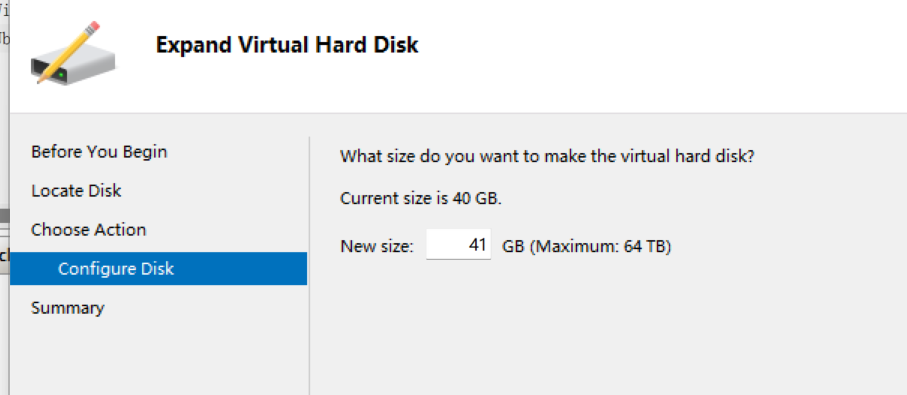 Expand Virtual Hard Disk
Before You Begin
Locate Disk
Choose Action
Configure Disk
Summary
What size do you want to make the virtual hard disk?
Current size is 40 GB.
New size: 41 GB (Maximum: 64 TB)